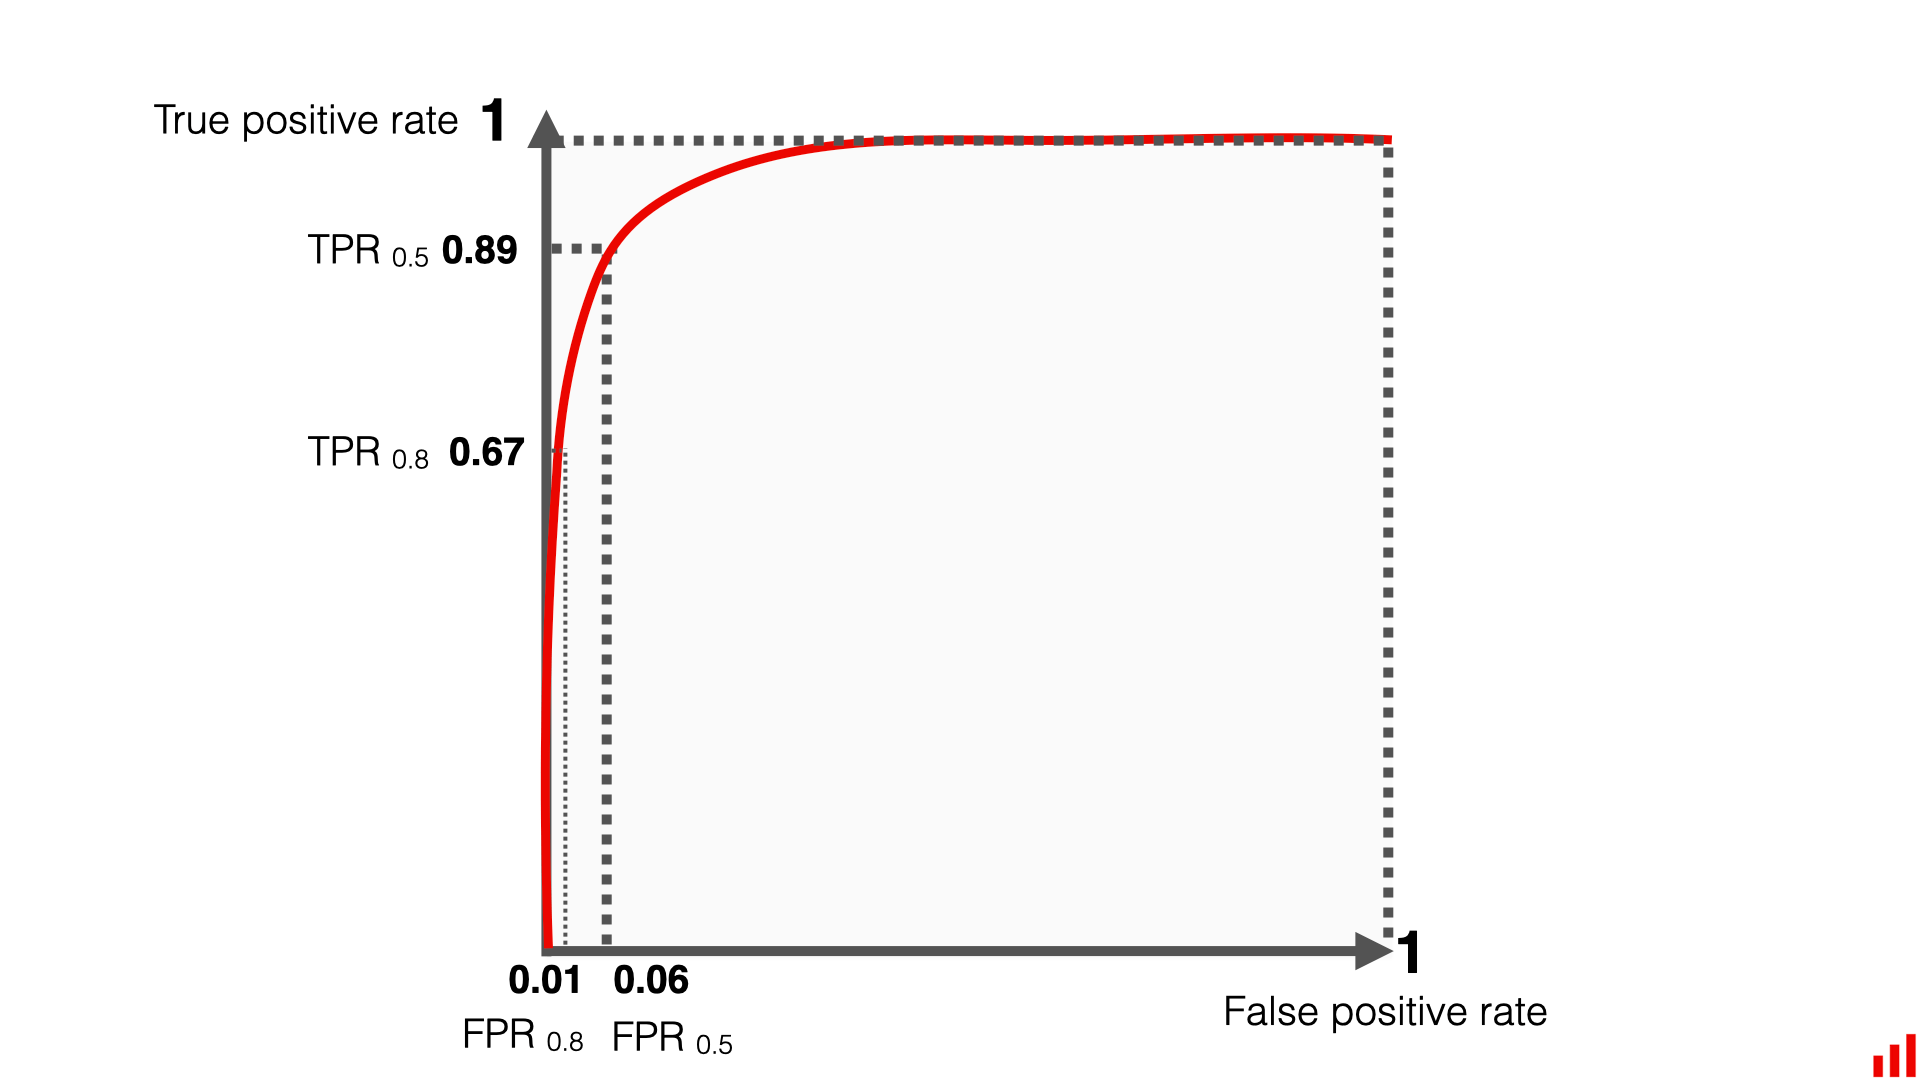 True positive rate 1
TPR 0.5 0.89
TPR 0.8 0.67
1
0.01 0.06
False positive rate
FPR 0.8 FPR 0.5